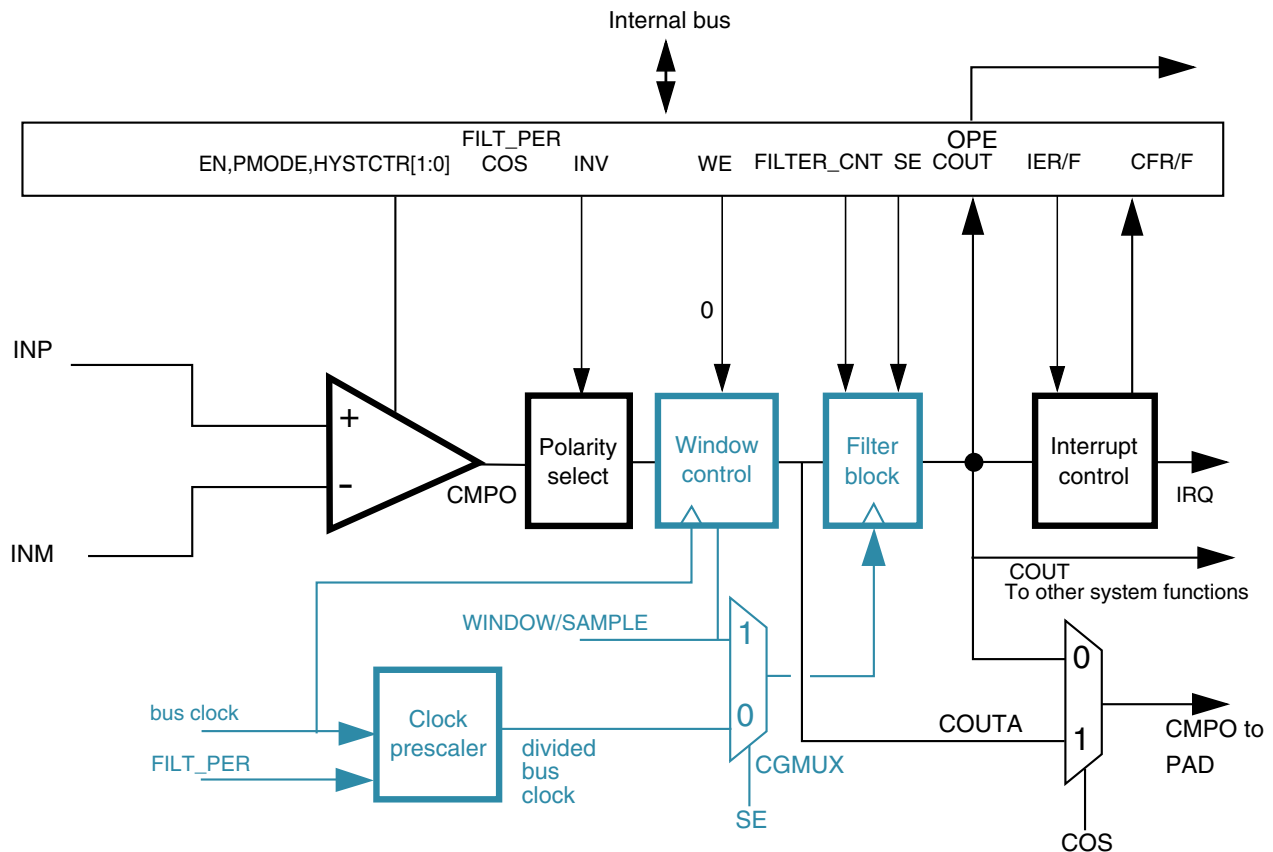 Internal bus
FILT_PER
OPE
EN,PMODE,HYSTCTR[1:0]
COS
INV
WE
FILTER_CNT
SE
COUT
IER/F
CFR/F
0
INP
+
-
INM
CMPO
Polarity
select
Window
control
Filter
block
Interrupt
control
IRQ
COUT
To other system functions
WINDOW/SAMPLE
1
0
CGMUX
SE
bus clock
FILT_PER
Clock
prescaler
divided
bus
clock
COUTA
0
1
CMPO to
PAD
COS